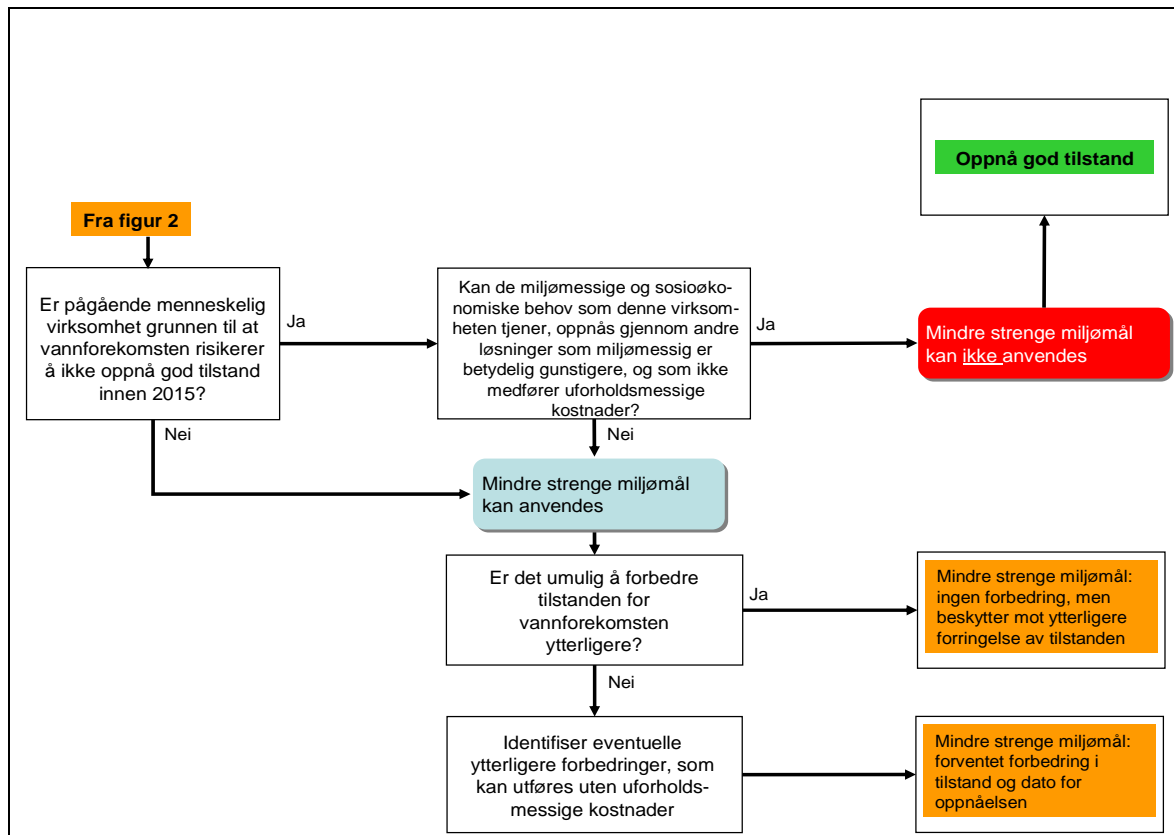 Fra figur 2
Er pågående menneskelig
virksomhet grunnen til at
vannforekomsten risikerer
å ikke oppnå god tilstand
innen 2015?
Ja
Nei
Kan de miljømessige og sosioøko-
nomiske behov som denne virksom-
heten tjener, oppnås gjennom andre
løsninger som miljømessig er
betydelig gunstigere, og som ikke
medfører uforholdsmessige
kostnader?
Ja
Nei
Mindre strenge miljømål
kan ikke anvendes
Oppnå god tilstand
Mindre strenge miljømål
kan anvendes
Er det umulig å forbedre
tilstanden for
vannforekomsten
ytterligere?
Ja
Nei
Mindre strenge miljømål:
ingen forbedring, men
beskytter mot ytterligere
forringelse av tilstanden
Identifiser eventuelle
ytterligere forbedringer, som
kan utføres uten uforholds-
messige kostnader
Mindre strenge miljømål:
forventet forbedring i
tilstand og dato for
oppnåelsen